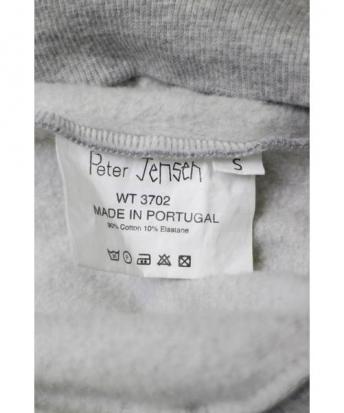 Peter Jensen
S
WT 3702
MADE IN PORTUGAL
90% Cotton 10% Elastane